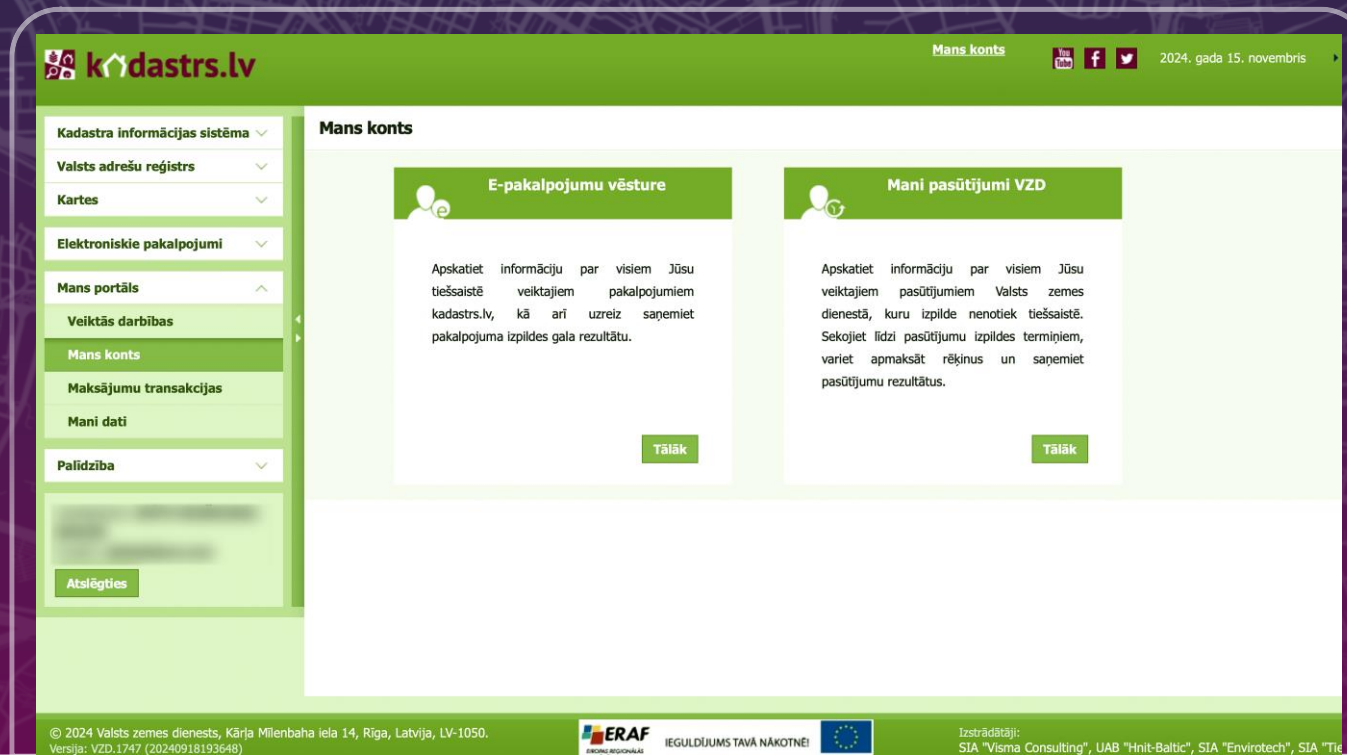 kadastrs.lv
Mans konts
You
Tube
2024. gada 15. novembris
Kadastra informācijas sistēma
Valsts adrešu reģistrs
Kartes
Elektroniskie pakalpojumi
Mans portāls
Veiktās darbības
Mans konts
Maksājumu transakcijas
Mani dati
Palīdzība
Atslēgties
Mans konts
E-pakalpojumu vēsture
Apskatiet informāciju par visiem Jūsu
tiešsaistē veiktajiem pakalpojumiem
kadastrs.lv, kā arī uzreiz saņemiet
pakalpojuma izpildes gala rezultātu.
Tālāk
Mani pasūtījumi VZD
Apskatiet informāciju par visiem Jūsu
veiktajiem pasūtījumiem Valsts zemes
dienestā, kuru izpilde nenotiek tiešsaistē.
Sekojiet līdzi pasūtījumu izpildes termiņiem,
variet apmaksāt rēķinus un saņemiet
pasūtījumu rezultātus.
Tālāk
© 2024 Valsts zemes dienests, Kārļa Mīlenbaha iela 14, Rīga, Latvija, LV-1050.
Versija: VZD.1747 (20240918193648)
ERAF
EIROPAS REĢIONĀLĀS
IEGULDĪJUMS TAVĀ NĀKOTNĒ!
Izstrādātāji:
SIA "Visma Consulting", UAB "Hnit-Baltic", SIA "Envirotech", SIA "Tie